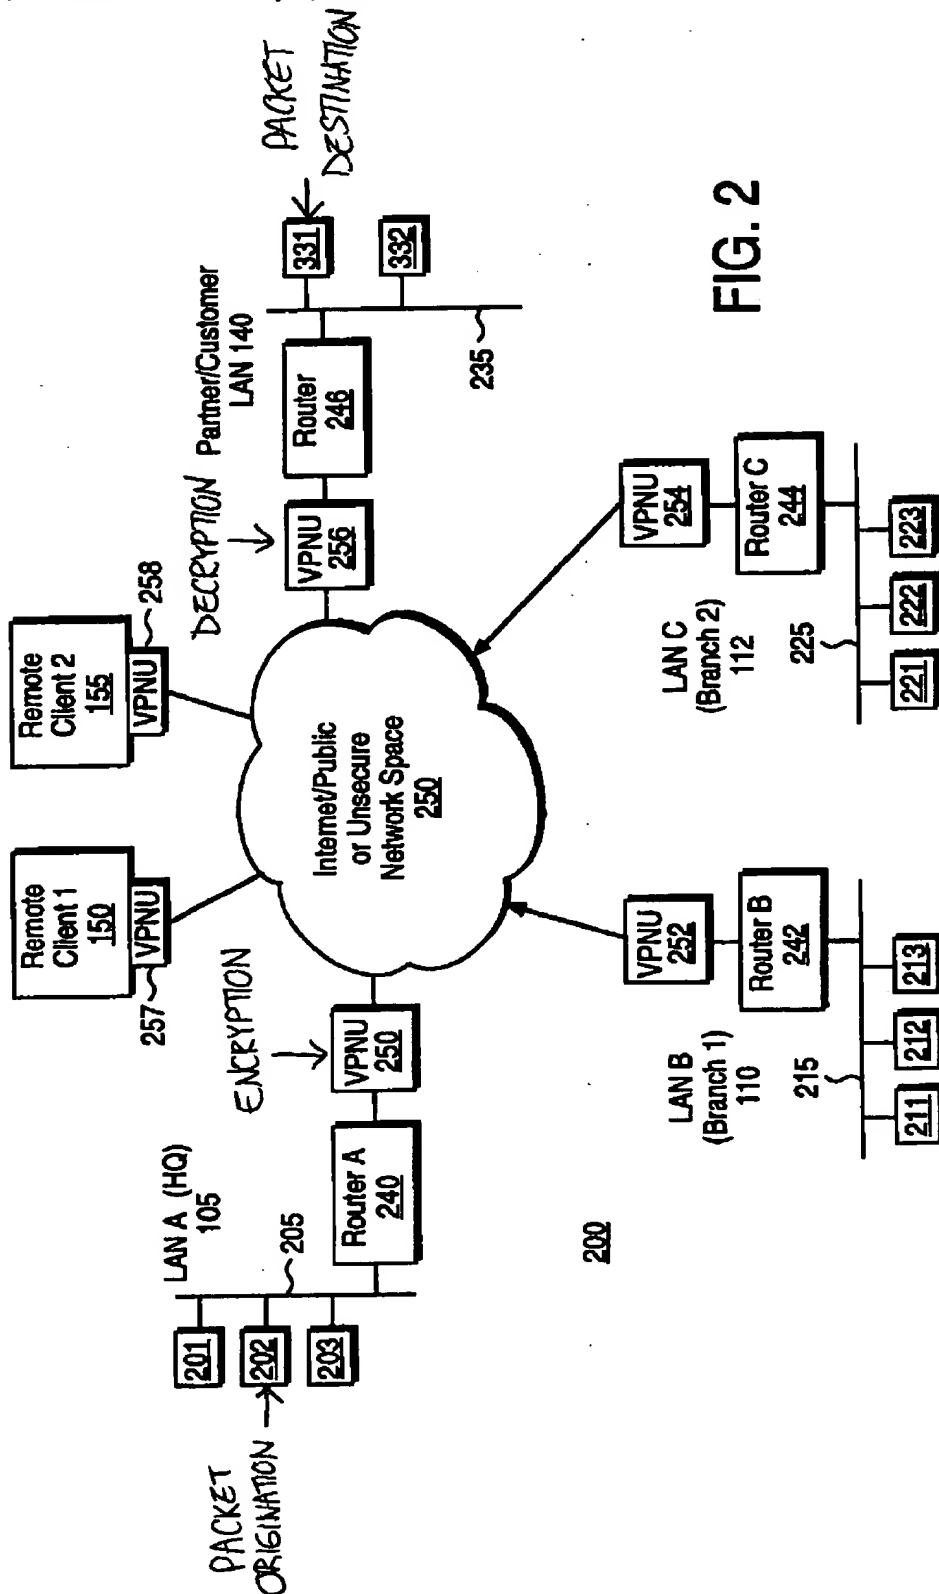 Remote
Client 1
150
VPNU
257
Remote
Client 2
155
VPNU
258
LAN A (HQ)
105
205
201
202
203
PACKET
ORIGINATION
Router A
240
ENCRYPTION
VPNU
250
Internet/Public
or Unsecure
Network Space
250
DECRYPTION
VPNU
256
Partner/Customer
LAN 140
Router
246
331
332
PACKET
DESTINATION
235
200
LAN B
(Branch 1)
110
VPNU
252
Router B
242
215
211
212
213
LAN C
(Branch 2)
112
VPNU
254
Router C
244
225
221
222
223
FIG. 2